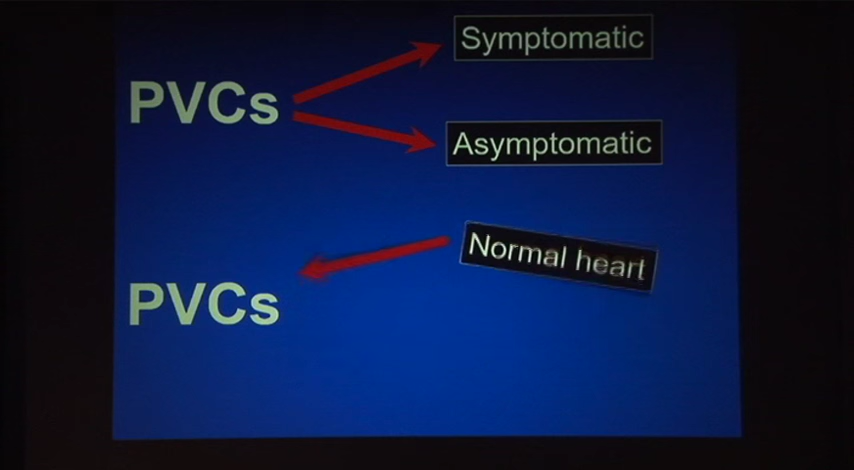 Symptomatic
PVCs
Asymptomatic
Normal heart
PVCs